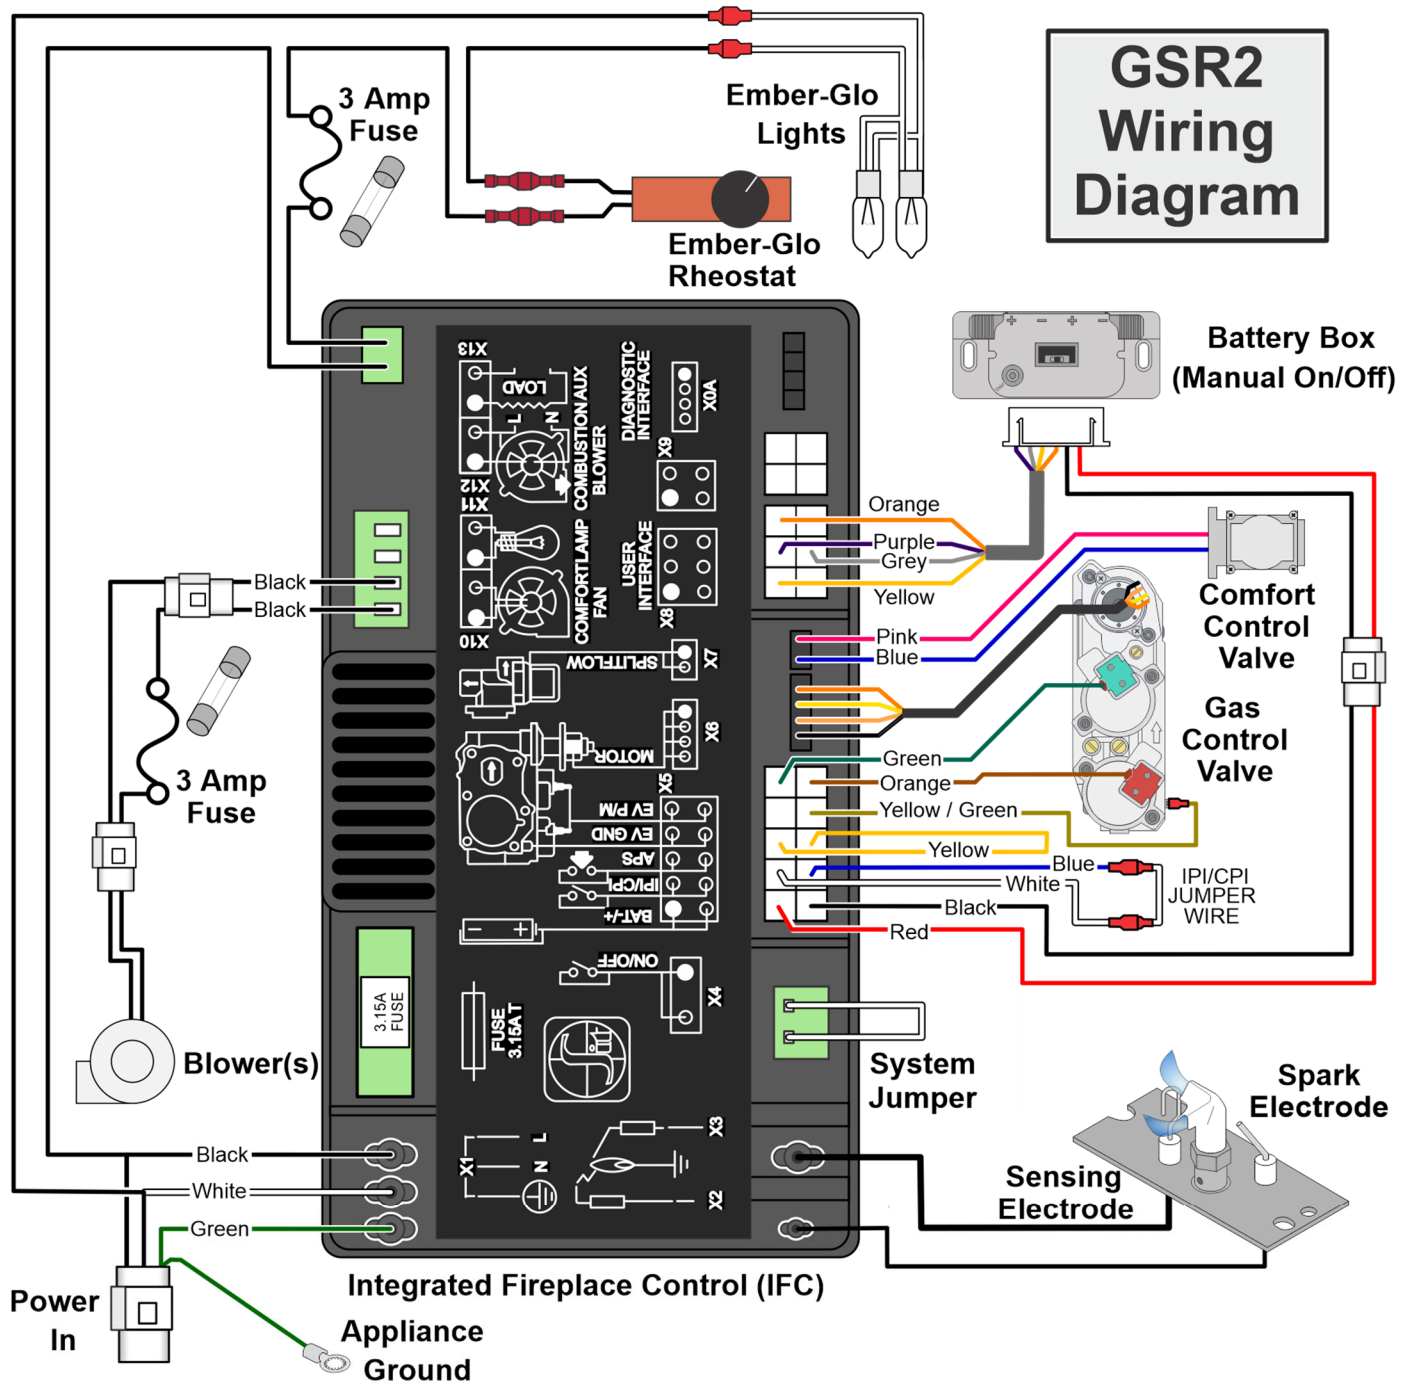 GSR2
Wiring
Diagram
3 Amp
Fuse
Ember-Glo
Lights
Ember-Glo
Rheostat
Battery Box
(Manual On/Off)
+ - + -
X13
LOAD
L
N
X12
COMBUSTION AUX
BLOWER
DIAGNOSTIC
INTERFACE
X0A
X9
X11
COMFORT LAMP
FAN
X10
USER
INTERFACE
X8
SPLITFLOW
X7
MOTOR
X6
X5
EV P/M
EV GND
APS
IPI/CPI
BAT-/+
- +
ON/OFF
X4
FUSE
3.15A T
3.15A
FUSE
SIT
X1
L
N
X3
X2
Orange
Purple
Grey
Yellow
Pink
Blue
Green
Orange
Yellow / Green
Yellow
Blue
White
Black
Red
Comfort
Control
Valve
Gas
Control
Valve
IPI/CPI
JUMPER
WIRE
System
Jumper
Spark
Electrode
Sensing
Electrode
Black
Black
3 Amp
Fuse
Blower(s)
Black
White
Green
Power
In
Integrated Fireplace Control (IFC)
Appliance
Ground